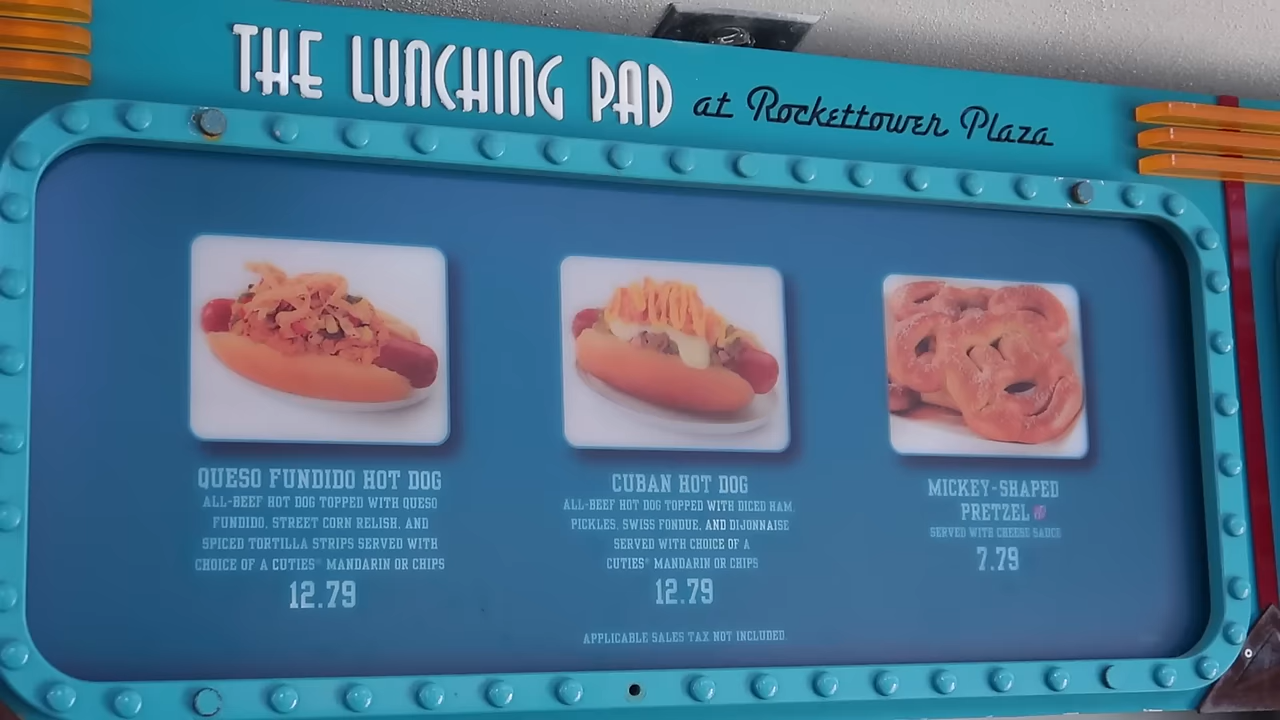 THE LUNCHING PAD at Rockettower Plaza
QUESO FUNDIDO HOT DOG
ALL-BEEF HOT DOG TOPPED WITH QUESO
FUNDIDO, STREET CORN RELISH, AND
SPICED TORTILLA STRIPS SERVED WITH
CHOICE OF A CUTIES® MANDARIN OR CHIPS
12.79
CUBAN HOT DOG
ALL-BEEF HOT DOG TOPPED WITH DICED HAM,
PICKLES, SWISS FONDUE, AND DIJONNAISE
SERVED WITH CHOICE OF A
CUTIES® MANDARIN OR CHIPS
12.79
MICKEY-SHAPED
PRETZEL
SERVED WITH CHEESE SAUCE
7.79
APPLICABLE SALES TAX NOT INCLUDED.